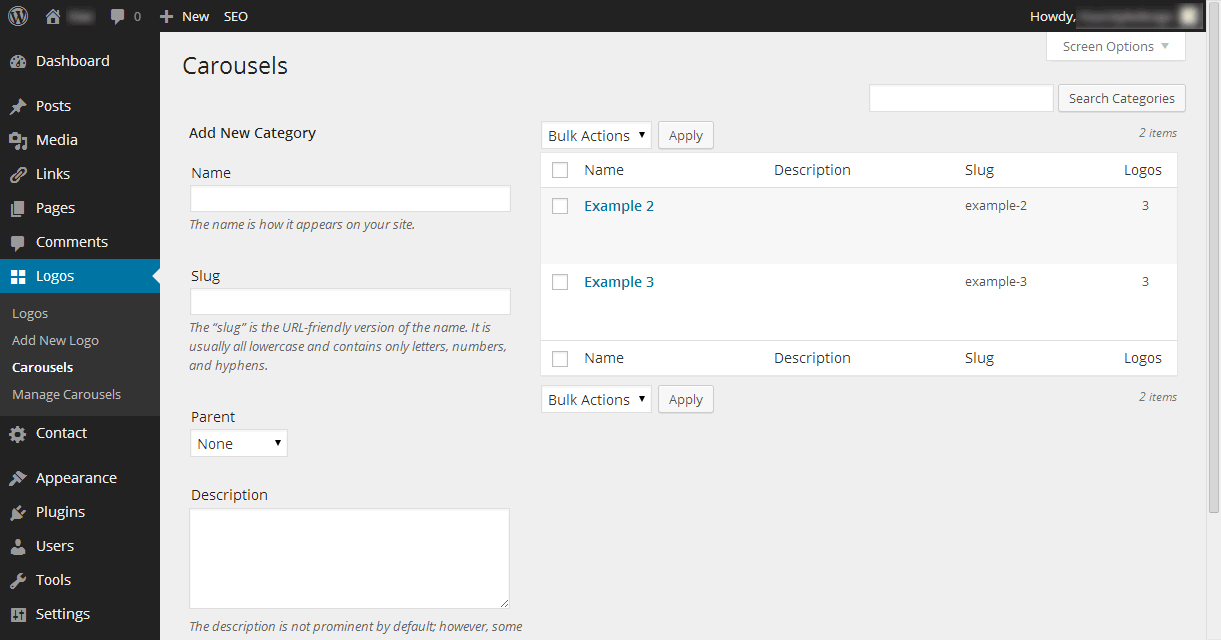 0 New SEO Howdy,
Screen Options
Dashboard
Posts
Media
Links
Pages
Comments
Logos
Logos
Add New Logo
Carousels
Manage Carousels
Contact
Appearance
Plugins
Users
Tools
Settings
Carousels
Search Categories
Add New Category
Name
The name is how it appears on your site.
Slug
The “slug” is the URL-friendly version of the name. It is
usually all lowercase and contains only letters, numbers,
and hyphens.
Parent
None
Description
The description is not prominent by default; however, some
Bulk Actions Apply 2 items
Name Description Slug Logos
Example 2 example-2 3
Example 3 example-3 3
Name Description Slug Logos
Bulk Actions Apply 2 items